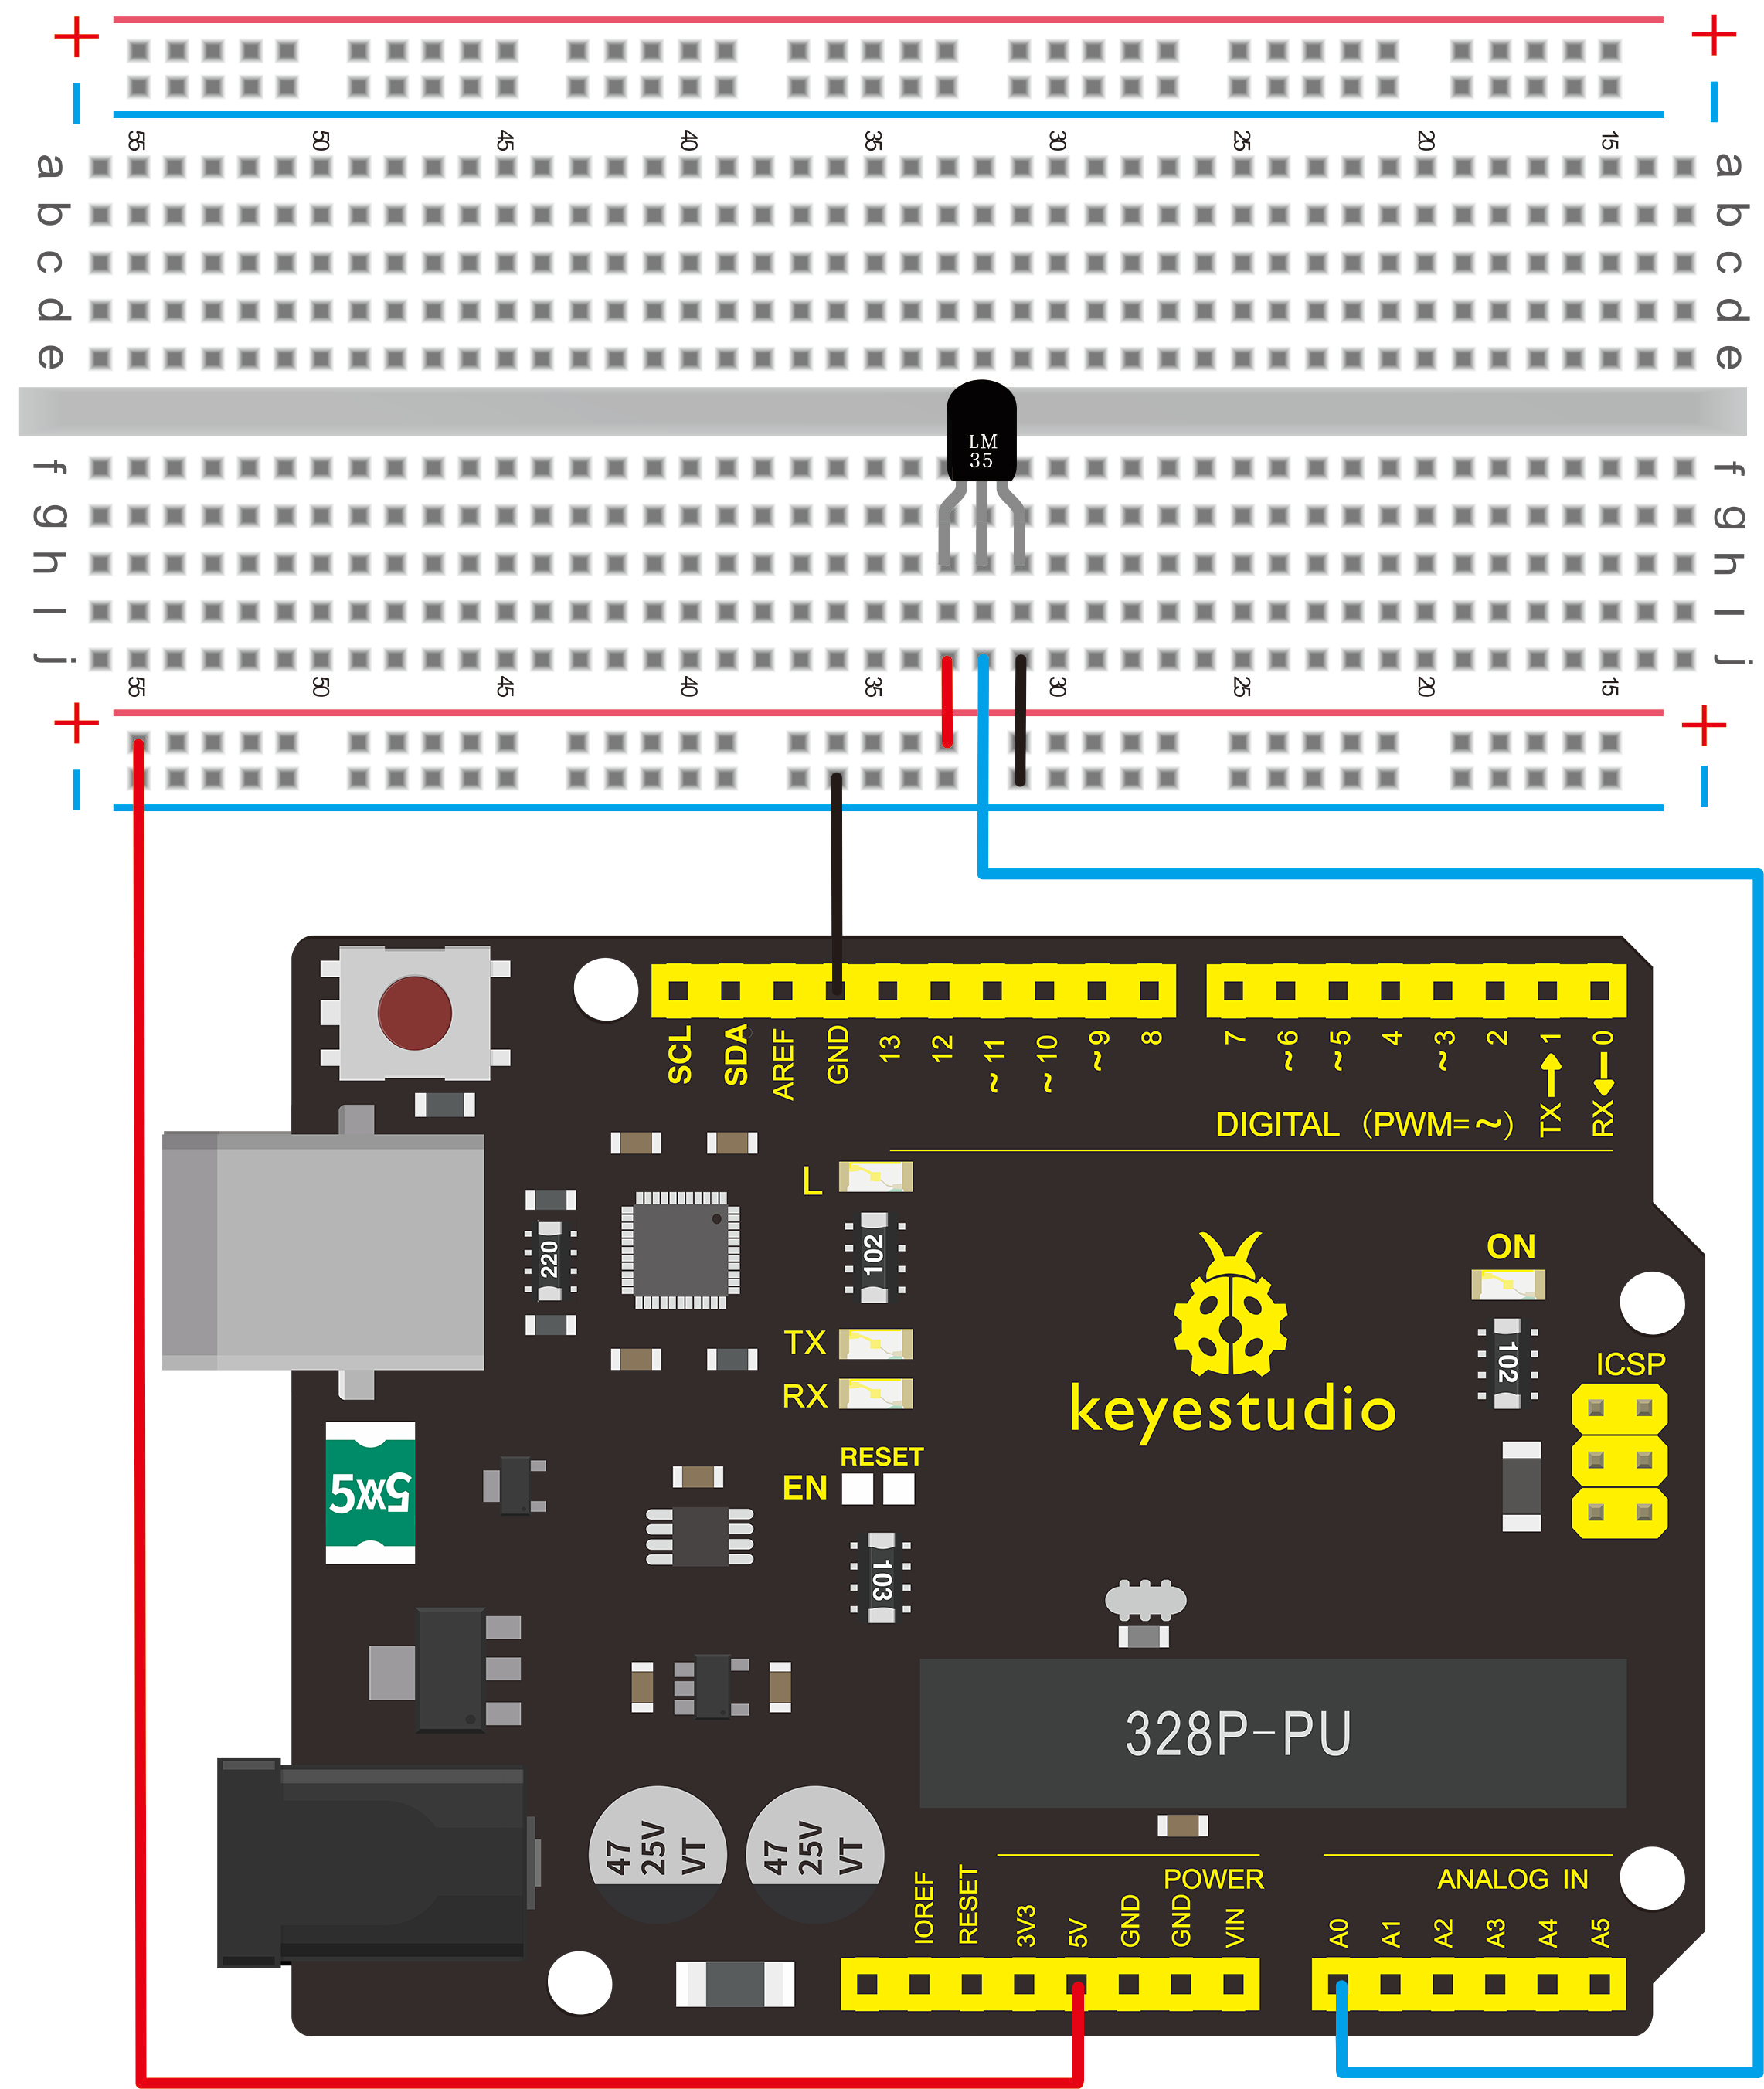 + +
− −
55 50 45 40 35 30 25 20 15
a a
b b
c c
d d
e e
LM
35
f f
g g
h h
I I
j j
55 50 45 40 35 30 25 20 15
+ +
− −
SCL SDA AREF GND 13 12 ~11 ~10 ~9 8 7 ~6 ~5 4 ~3 2 TX→1 RX←0
DIGITAL (PWM=~)
L
220
102
ON
TX
102
ICSP
RX
keyestudio
RESET
EN
103
328P-PU
47
25V
VT
47
25V
VT
POWER
ANALOG IN
IOREF RESET 3V3 5V GND GND VIN A0 A1 A2 A3 A4 A5